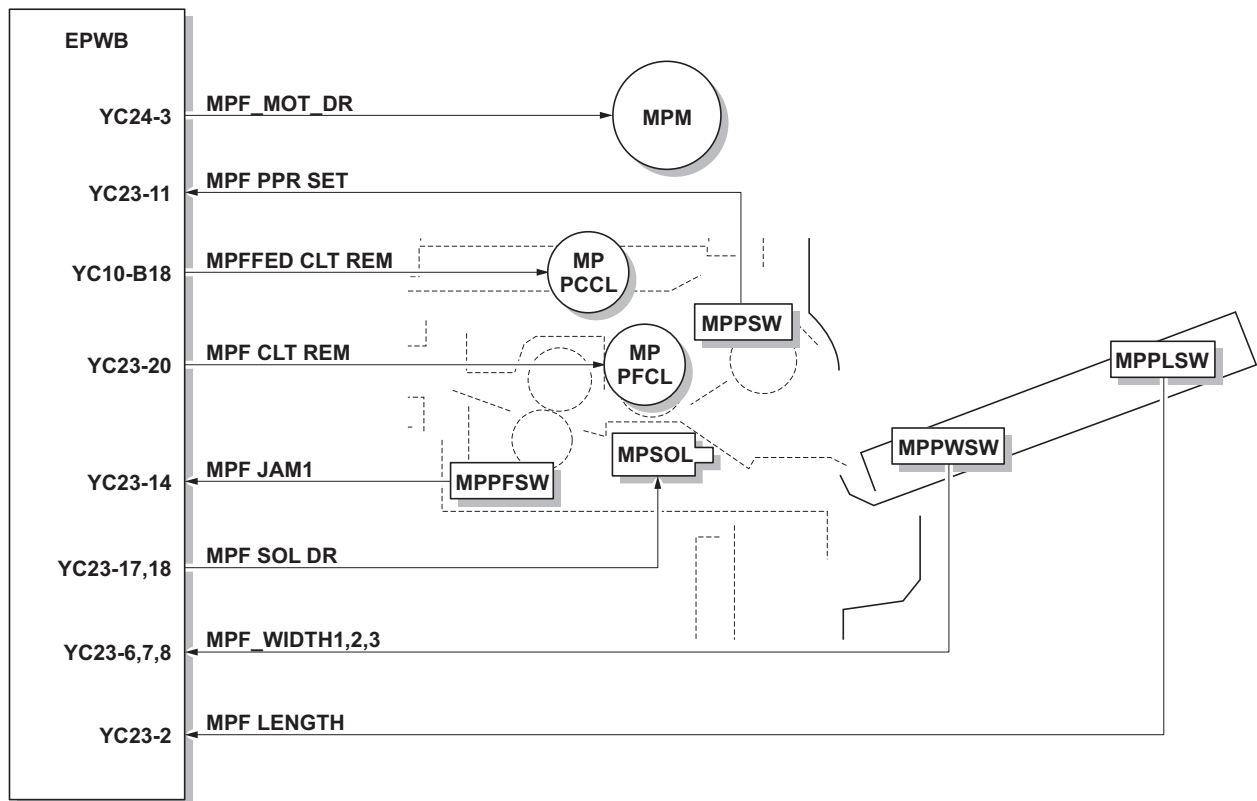 EPWB
YC24-3
MPF_MOT_DR
MPM
YC23-11
MPF PPR SET
YC10-B18
MPFFED CLT REM
MP
PCCL
MPPSW
YC23-20
MPF CLT REM
MP
PFCL
MPPLSW
MPPWSW
MPSOL
YC23-14
MPF JAM1
MPPFSW
YC23-17,18
MPF SOL DR
YC23-6,7,8
MPF_WIDTH1,2,3
YC23-2
MPF LENGTH